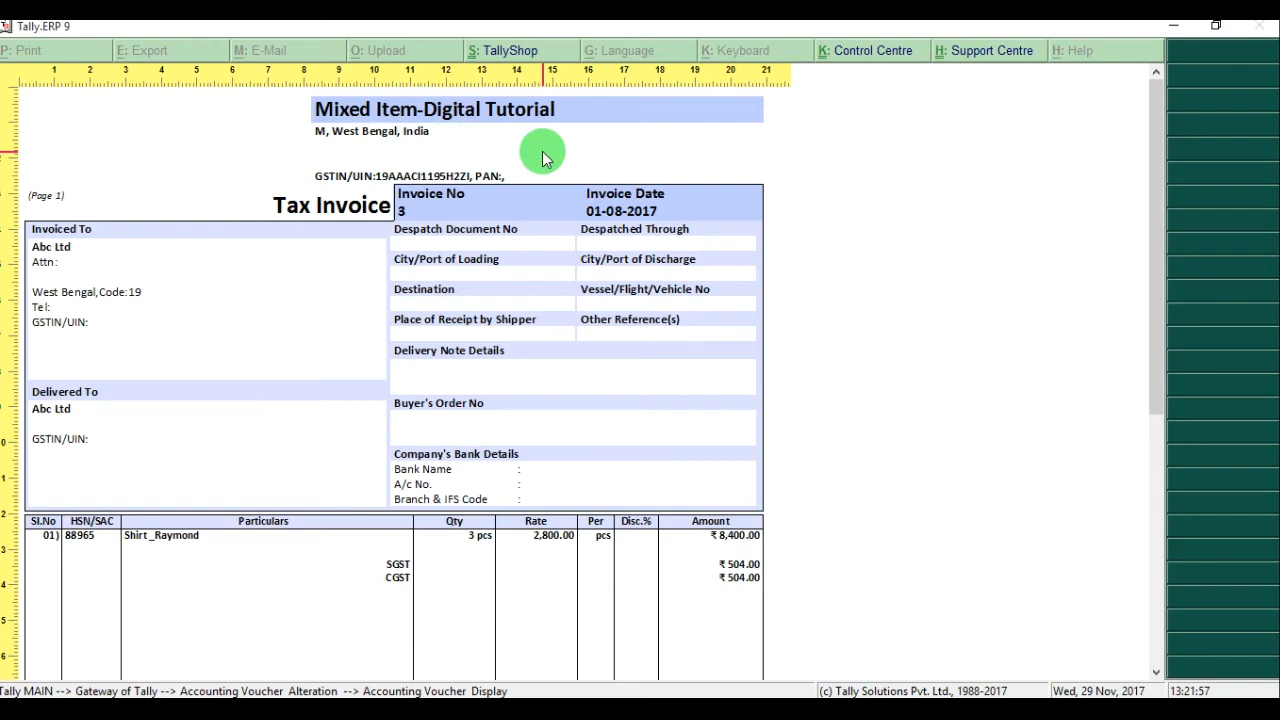 Tally.ERP 9
P: Print E: Export M: E-Mail O: Upload S: TallyShop G: Language K: Keyboard K: Control Centre H: Support Centre H: Help
1 2 3 4 5 6 7 8 9 10 11 12 13 14 15 16 17 18 19 20 21
Mixed Item-Digital Tutorial
M, West Bengal, India
GSTIN/UIN:19AAACI1195H2ZI, PAN:,
(Page 1)
Tax Invoice
Invoice No Invoice Date
3 01-08-2017
Invoiced To
Abc Ltd
Attn:
West Bengal,Code:19
Tel:
GSTIN/UIN:
Delivered To
Abc Ltd
GSTIN/UIN:
Despatch Document No Despatched Through
City/Port of Loading City/Port of Discharge
Destination Vessel/Flight/Vehicle No
Place of Receipt by Shipper Other Reference(s)
Delivery Note Details
Buyer's Order No
Company's Bank Details
Bank Name :
A/c No. :
Branch & IFS Code :
SI.No HSN/SAC Particulars Qty Rate Per Disc.% Amount
01) 88965 Shirt_Raymond 3 pcs 2,800.00 pcs ₹ 8,400.00
SGST ₹ 504.00
CGST ₹ 504.00
0
1
2
3
4
5
6
Tally MAIN --> Gateway of Tally --> Accounting Voucher Alteration --> Accounting Voucher Display (c) Tally Solutions Pvt. Ltd., 1988-2017 Wed, 29 Nov, 2017 13:21:57